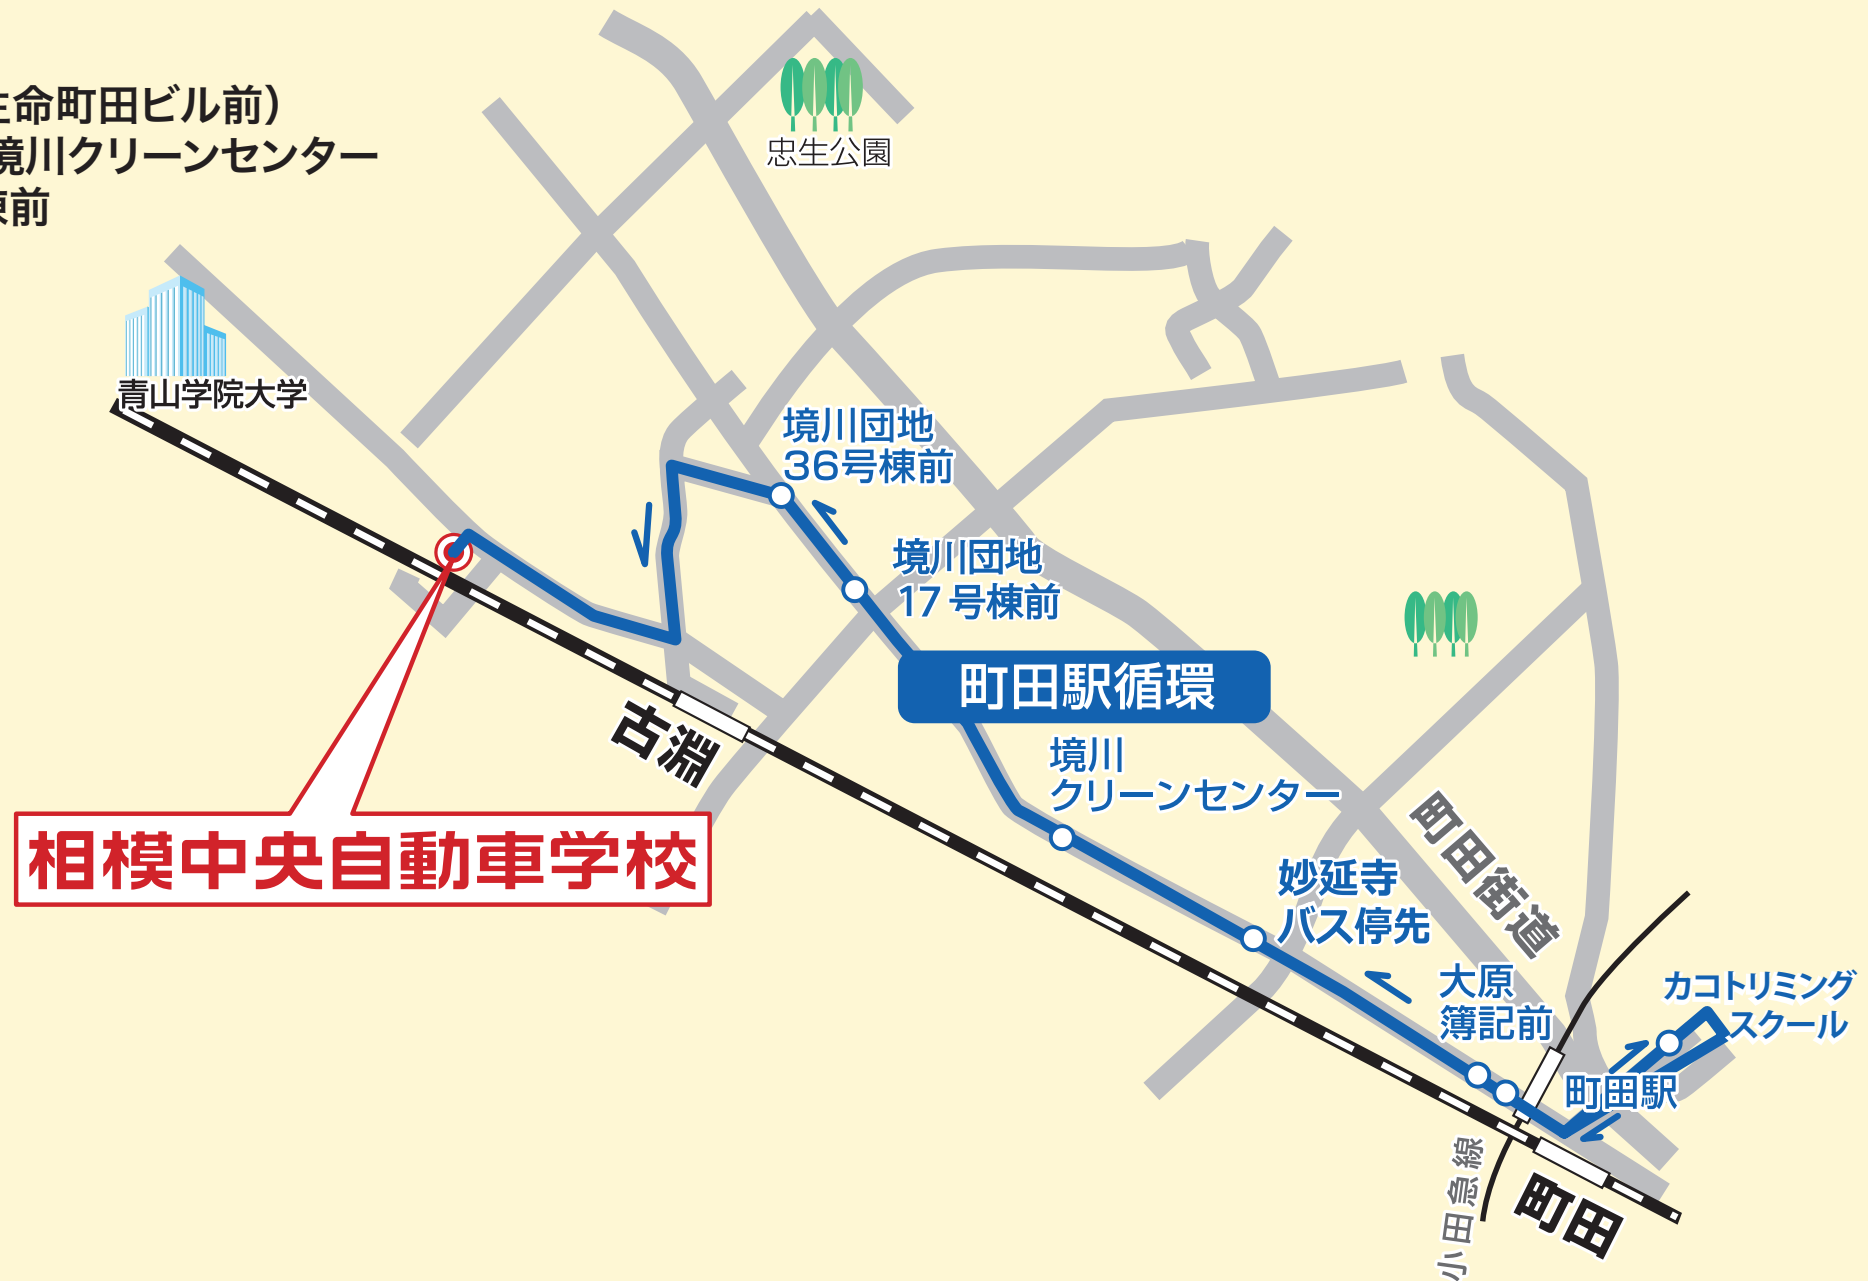 生命町田ビル前）
境川クリーンセンター
棟前
忠生公園
青山学院大学
境川団地
36号棟前
境川団地
17号棟前
町田駅循環
古淵
境川
クリーンセンター
相模中央自動車学校
町田街道
妙延寺
バス停先
大原
簿記前
カコトリミング
スクール
町田駅
小田急線
町田